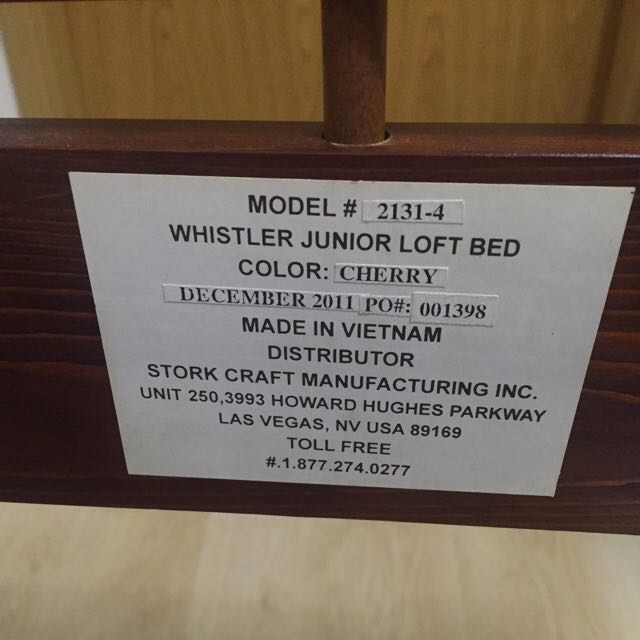 MODEL # 2131-4
WHISTLER JUNIOR LOFT BED
COLOR: CHERRY
DECEMBER 2011 PO#: 001398
MADE IN VIETNAM
DISTRIBUTOR
STORK CRAFT MANUFACTURING INC.
UNIT 250,3993 HOWARD HUGHES PARKWAY
LAS VEGAS, NV USA 89169
TOLL FREE
#.1.877.274.0277